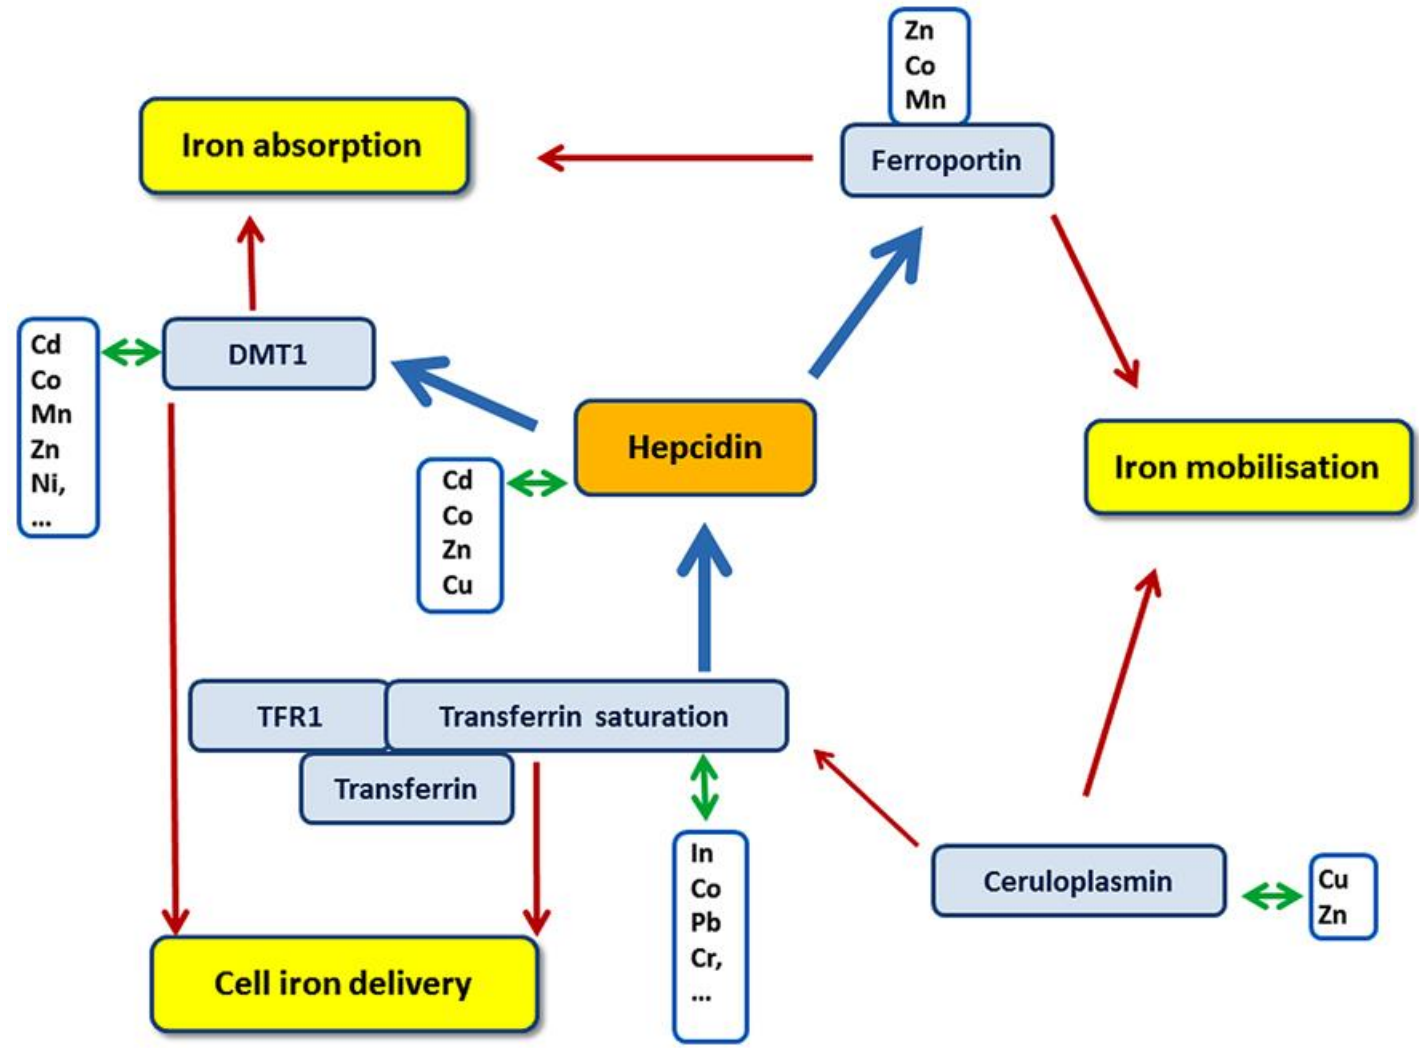 Zn
Co
Mn
Iron absorption
Ferroportin
Cd
Co
Mn
Zn
Ni,
...
DMT1
Hepcidin
Cd
Co
Zn
Cu
Iron mobilisation
TFR1
Transferrin saturation
Transferrin
In
Co
Pb
Cr,
...
Ceruloplasmin
Cu
Zn
Cell iron delivery